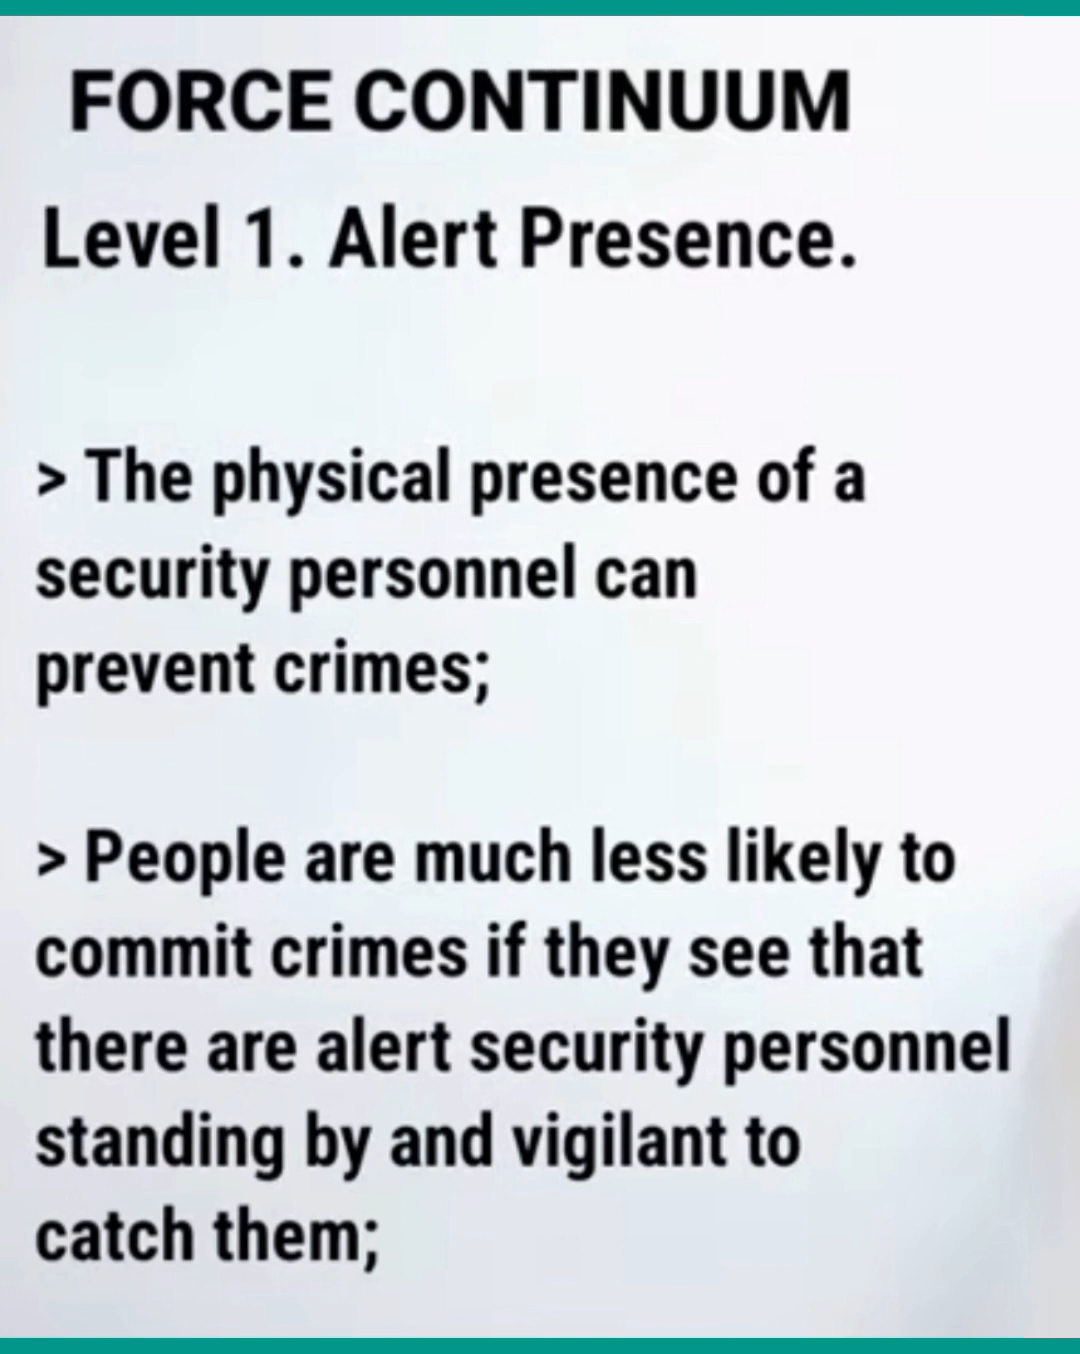 FORCE CONTINUUM
Level 1. Alert Presence.
> The physical presence of a
security personnel can
prevent crimes;
> People are much less likely to
commit crimes if they see that
there are alert security personnel
standing by and vigilant to
catch them;